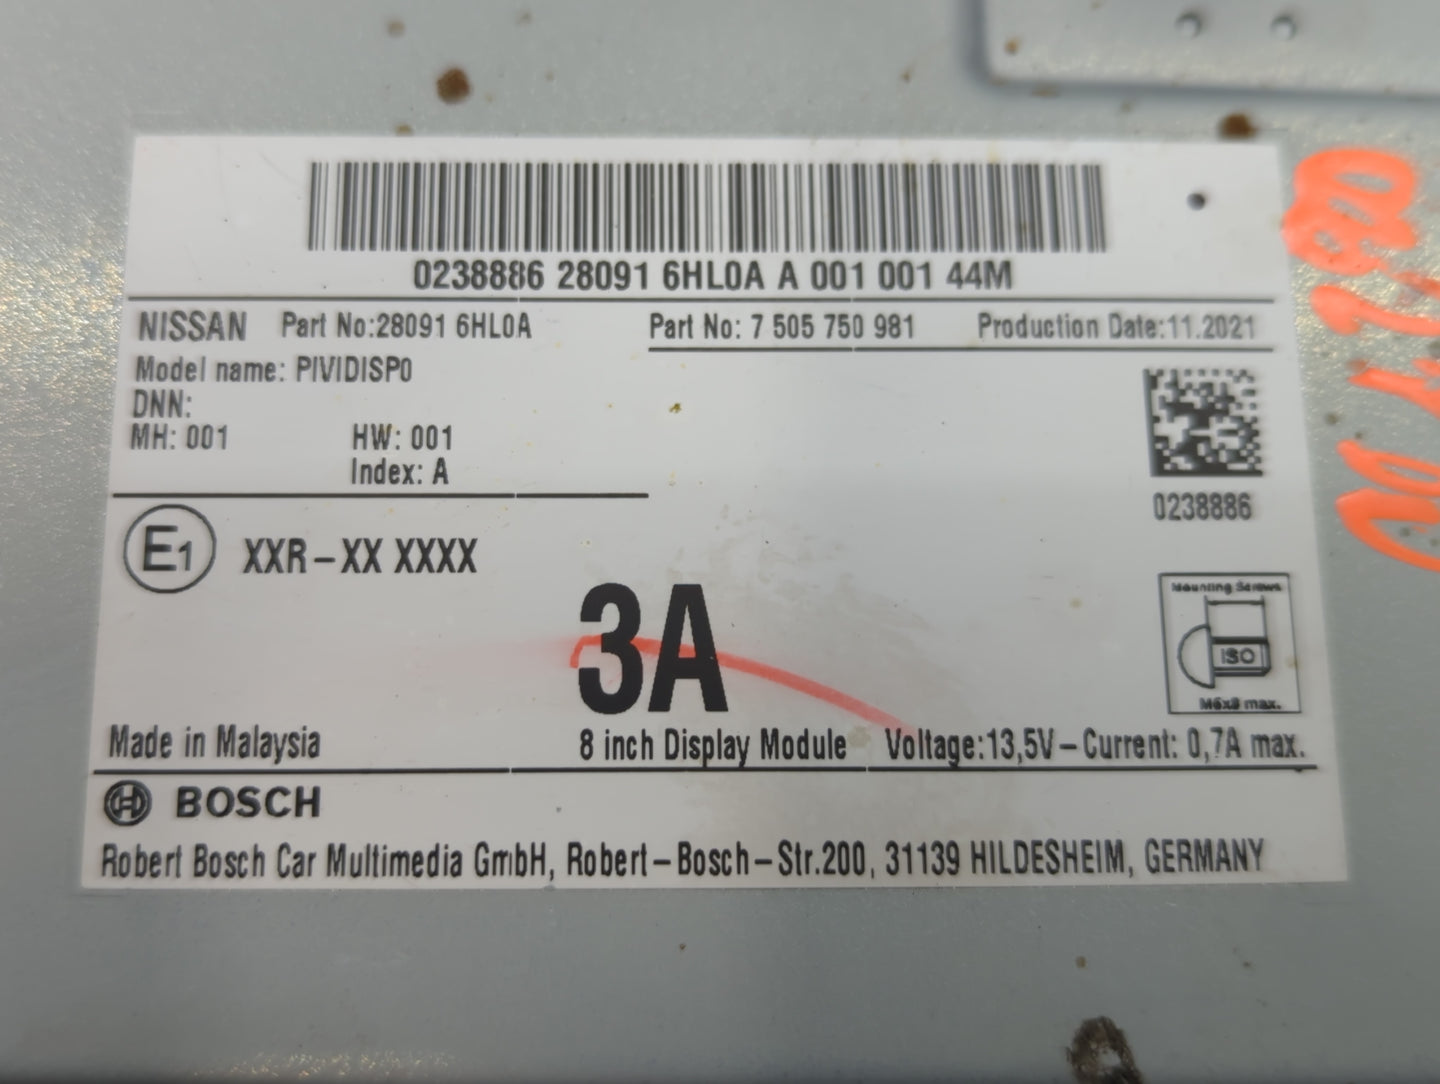 0238886 28091 6HL0A A 001 001 44M
NISSAN Part No:28091 6HL0A Part No: 7 505 750 981 Production Date:11.2021
Model name: PIVIDISP0
DNN:
MH: 001 HW: 001
Index: A
0238886
E1 XXR-XX XXXX
3A
Mounting Screws
ISO
M6x9 max.
Made in Malaysia 8 inch Display Module Voltage:13,5V-Current: 0,7A max.
BOSCH
Robert Bosch Car Multimedia GmbH, Robert-Bosch-Str.200, 31139 HILDESHEIM, GERMANY